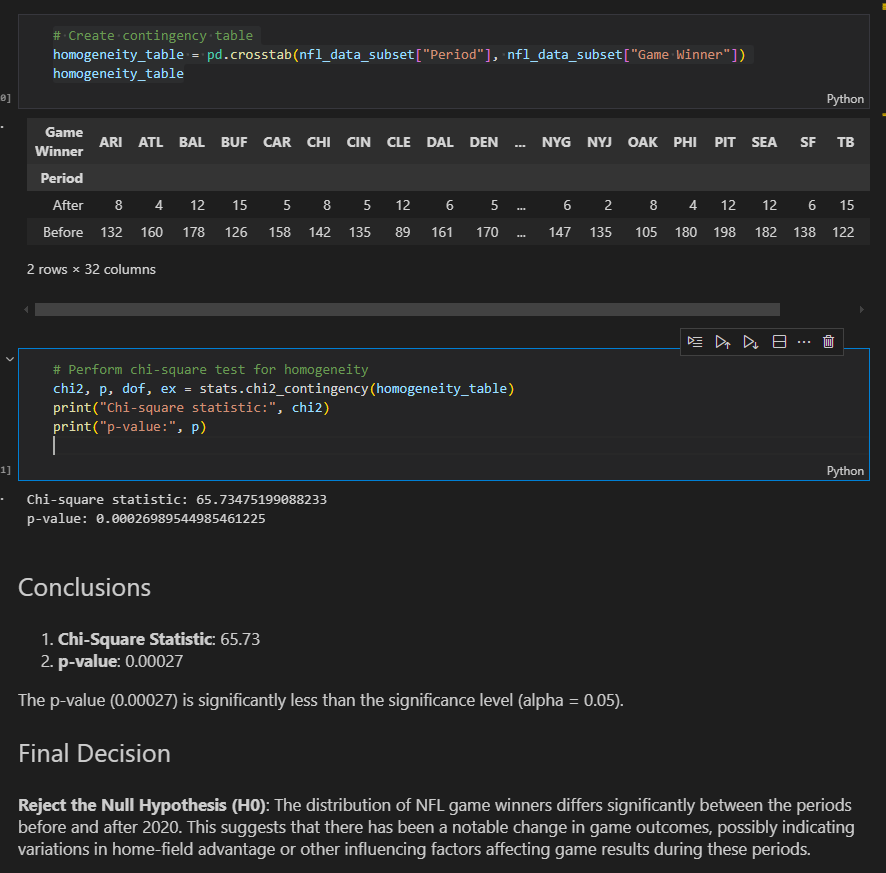 # Create contingency table
homogeneity_table = pd.crosstab(nfl_data_subset["Period"], nfl_data_subset["Game Winner"])
homogeneity_table
0]
Python
Game Winner ARI ATL BAL BUF CAR CHI CIN CLE DAL DEN ... NYG NYJ OAK PHI PIT SEA SF TB
Period
After 8 4 12 15 5 8 5 12 6 5 ... 6 2 8 4 12 12 6 15
Before 132 160 178 126 158 142 135 89 161 170 ... 147 135 105 180 198 182 138 122
2 rows × 32 columns
# Perform chi-square test for homogeneity
chi2, p, dof, ex = stats.chi2_contingency(homogeneity_table)
print("Chi-square statistic:", chi2)
print("p-value:", p)
1]
Python
Chi-square statistic: 65.73475199088233
p-value: 0.00026989544985461225
Conclusions
1. Chi-Square Statistic: 65.73
2. p-value: 0.00027
The p-value (0.00027) is significantly less than the significance level (alpha = 0.05).
Final Decision
Reject the Null Hypothesis (H0): The distribution of NFL game winners differs significantly between the periods
before and after 2020. This suggests that there has been a notable change in game outcomes, possibly indicating
variations in home-field advantage or other influencing factors affecting game results during these periods.